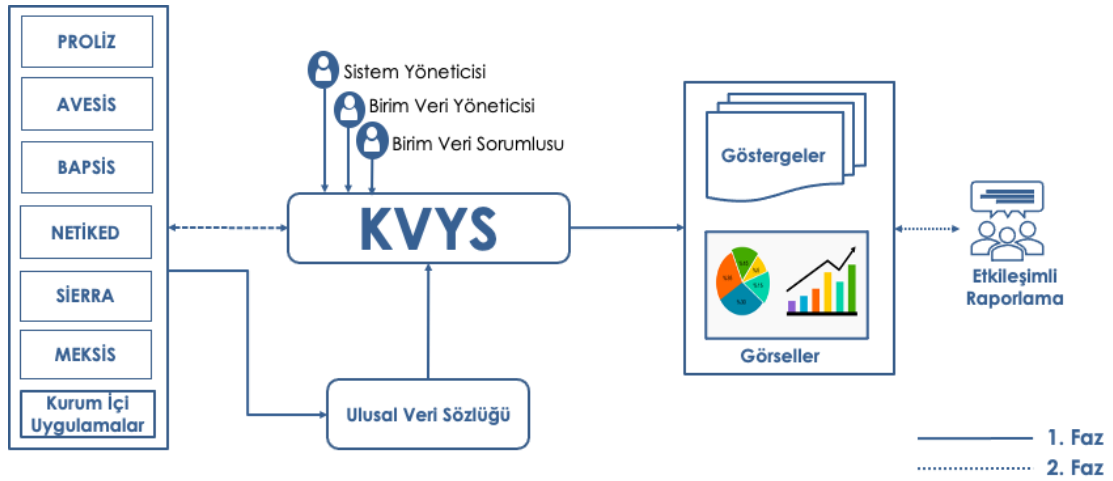 PROLİZ
AVESİS
BAPSİS
NETİKED
SİERRA
MEKSİS
Kurum İçi
Uygulamalar
Sistem Yöneticisi
Birim Veri Yöneticisi
Birim Veri Sorumlusu
KVYS
Ulusal Veri Sözlüğü
Göstergeler
Görseller
Etkileşimli
Raporlama
1. Faz
2. Faz